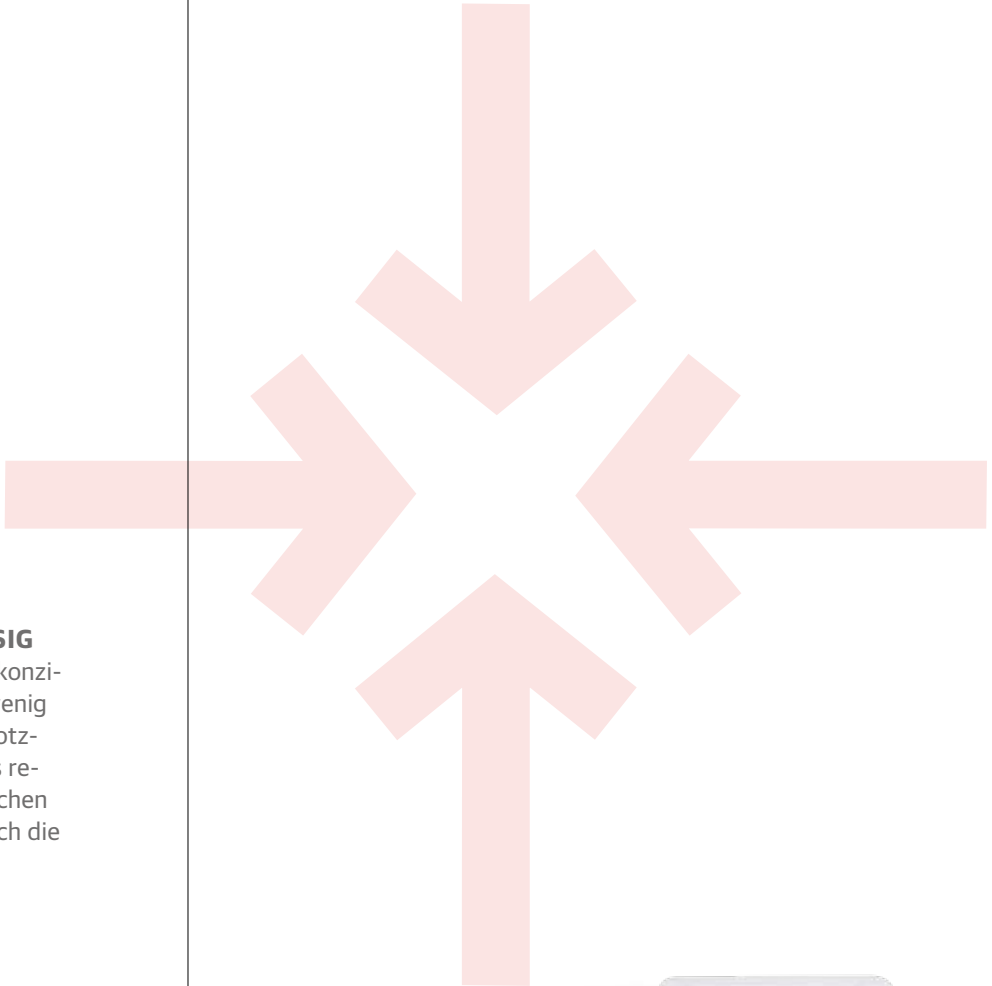 SIG
konzi-
enig
otz-
s re-
chen
ch die